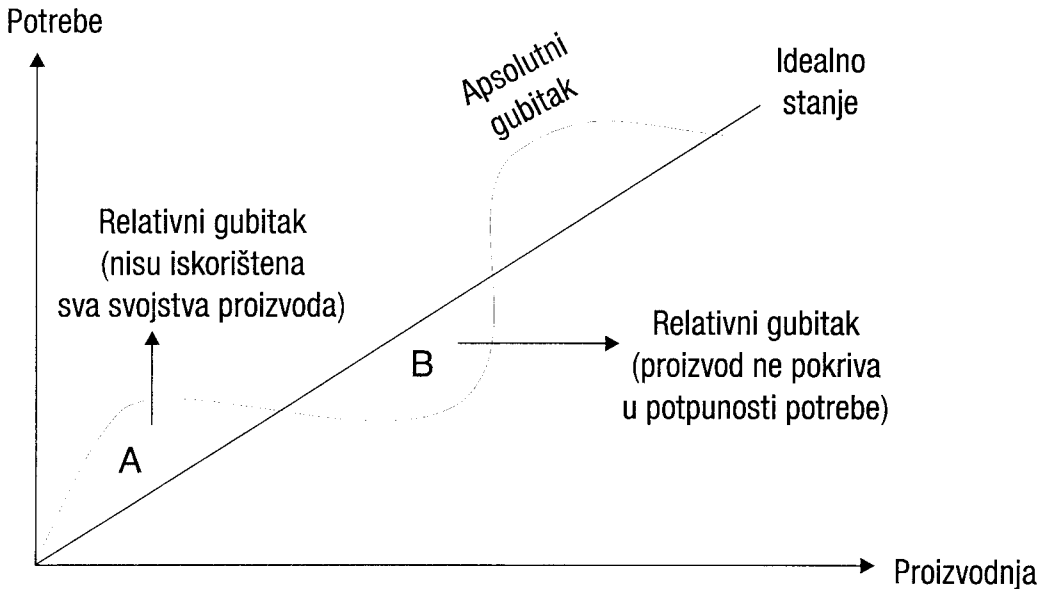 Potrebe
Apsolutni
gubitak
Idealno
stanje
Relativni gubitak
(nisu iskorištena
sva svojstva proizvoda)
A
B
Relativni gubitak
(proizvod ne pokriva
u potpunosti potrebe)
Proizvodnja